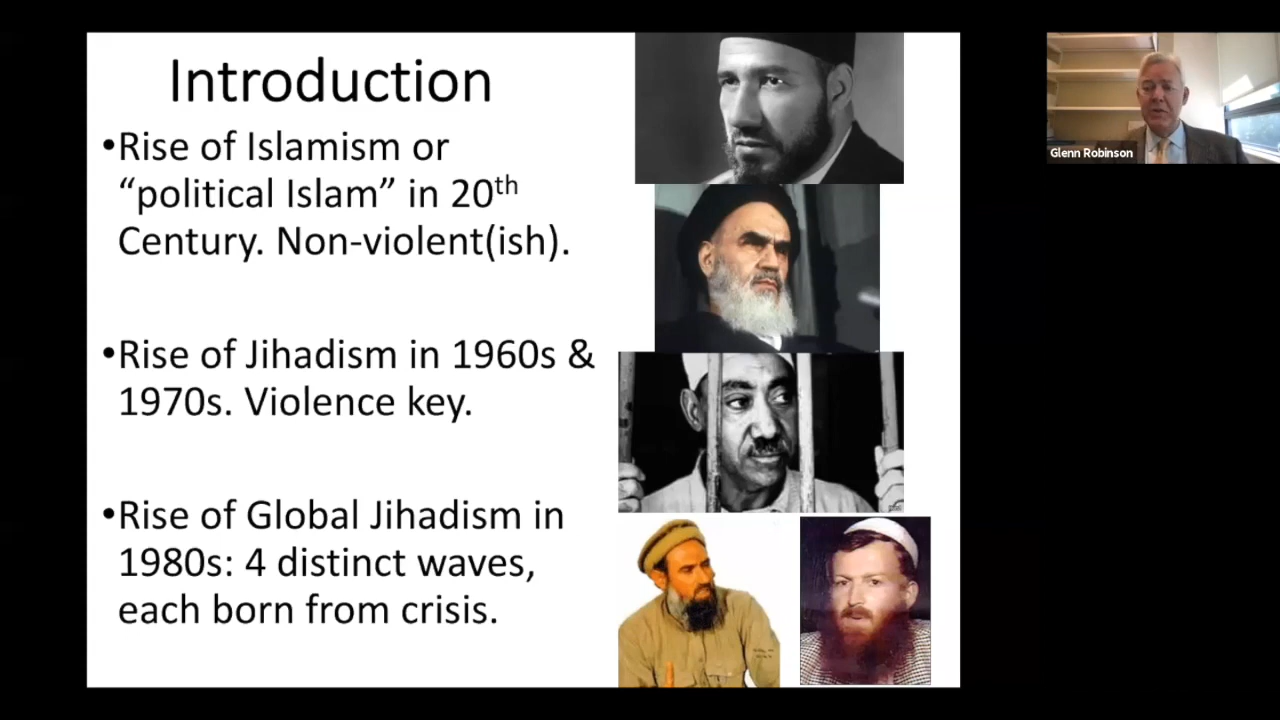 Introduction
•Rise of Islamism or
“political Islam” in 20th
Century. Non-violent(ish).
•Rise of Jihadism in 1960s &
1970s. Violence key.
•Rise of Global Jihadism in
1980s: 4 distinct waves,
each born from crisis.
Glenn Robinson